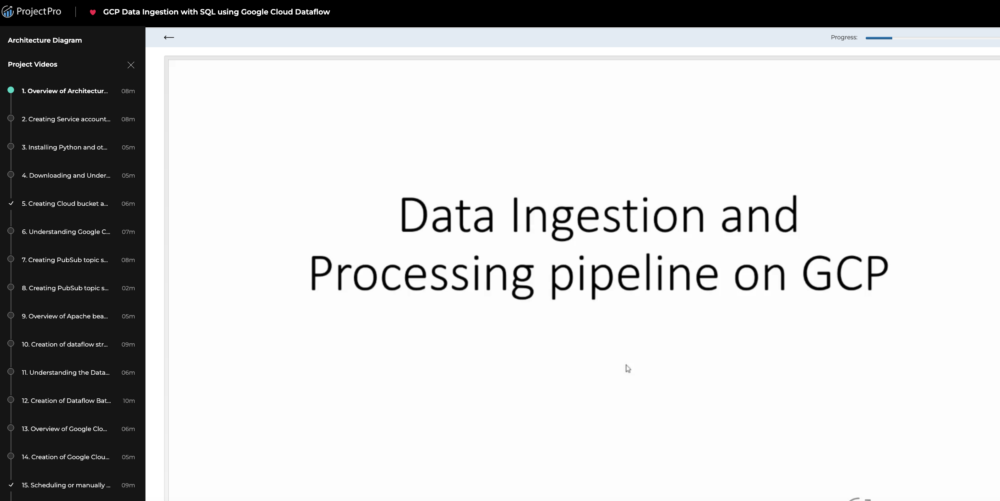 ProjectPro
GCP Data Ingestion with SQL using Google Cloud Dataflow
Architecture Diagram
Project Videos
1. Overview of Architectur... 08m
2. Creating Service account... 08m
3. Installing Python and ot... 05m
4. Downloading and Under... 05m
5. Creating Cloud bucket a... 06m
6. Understanding Google C... 07m
7. Creating PubSub topic s... 08m
8. Creating PubSub topic s... 02m
9. Overview of Apache bea... 05m
10. Creation of dataflow str... 09m
11. Understanding the Data... 06m
12. Creation of Dataflow Bat... 10m
13. Overview of Google Clo... 06m
14. Creation of Google Clou... 05m
15. Scheduling or manually ... 09m
Progress:
Data Ingestion and
Processing pipeline on GCP